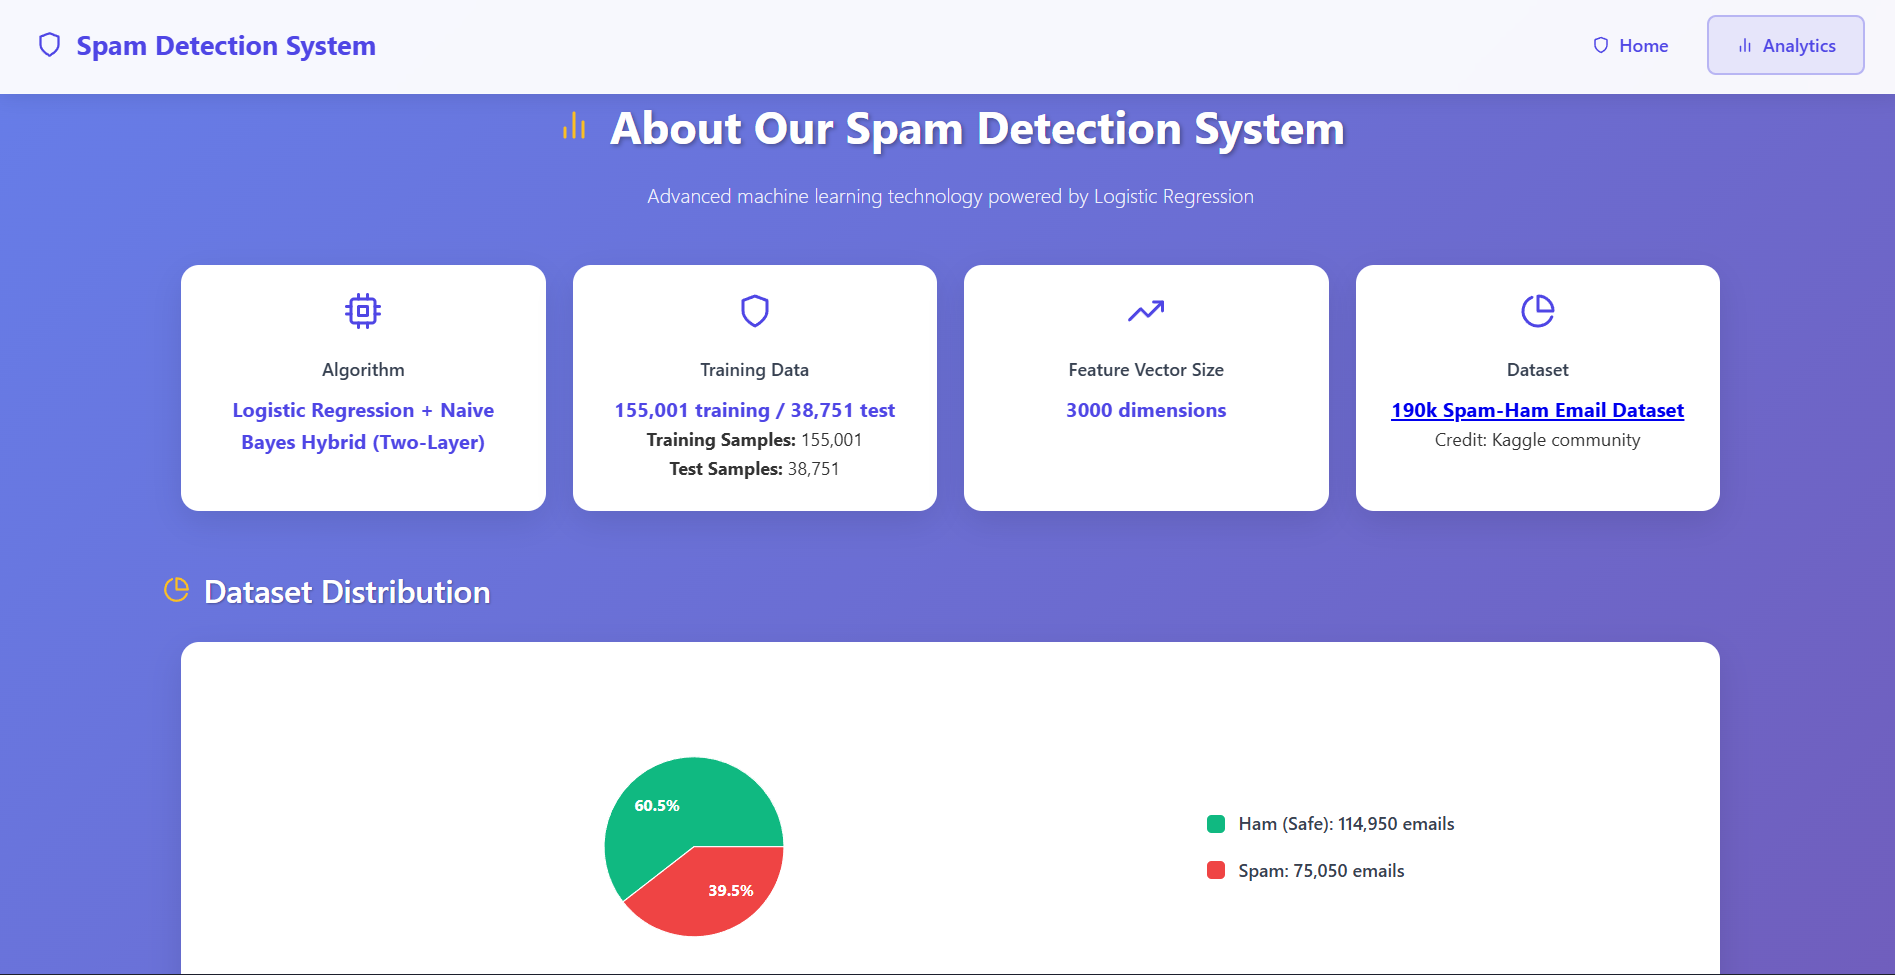 Spam Detection System
Home
Analytics
About Our Spam Detection System
Advanced machine learning technology powered by Logistic Regression
Algorithm
Logistic Regression + Naive
Bayes Hybrid (Two-Layer)
Training Data
155,001 training / 38,751 test
Training Samples: 155,001
Test Samples: 38,751
Feature Vector Size
3000 dimensions
Dataset
190k Spam-Ham Email Dataset
Credit: Kaggle community
Dataset Distribution
60.5%
39.5%
Ham (Safe): 114,950 emails
Spam: 75,050 emails